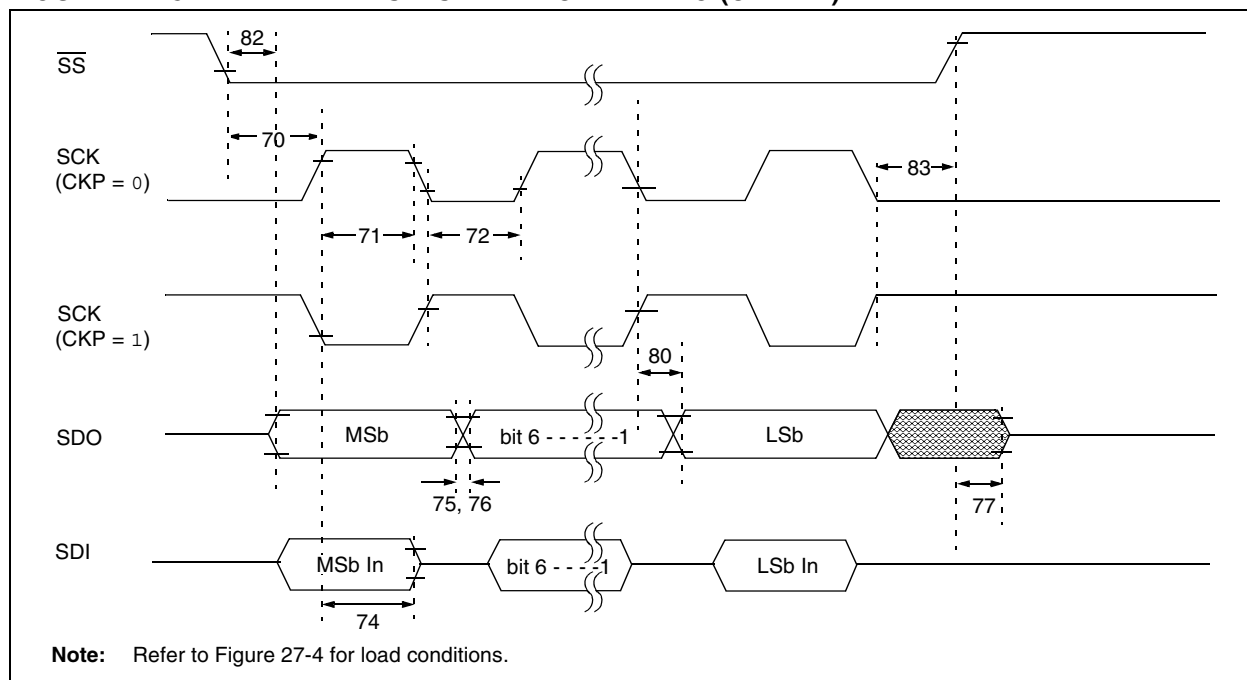 82
SS
70
SCK
(CKP = 0)
83
71
72
SCK
(CKP = 1)
80
SDO
MSb
bit 6 - - - - - -1
LSb
75, 76
77
SDI
MSb In
bit 6 - - - -1
LSb In
74
Note: Refer to Figure 27-4 for load conditions.